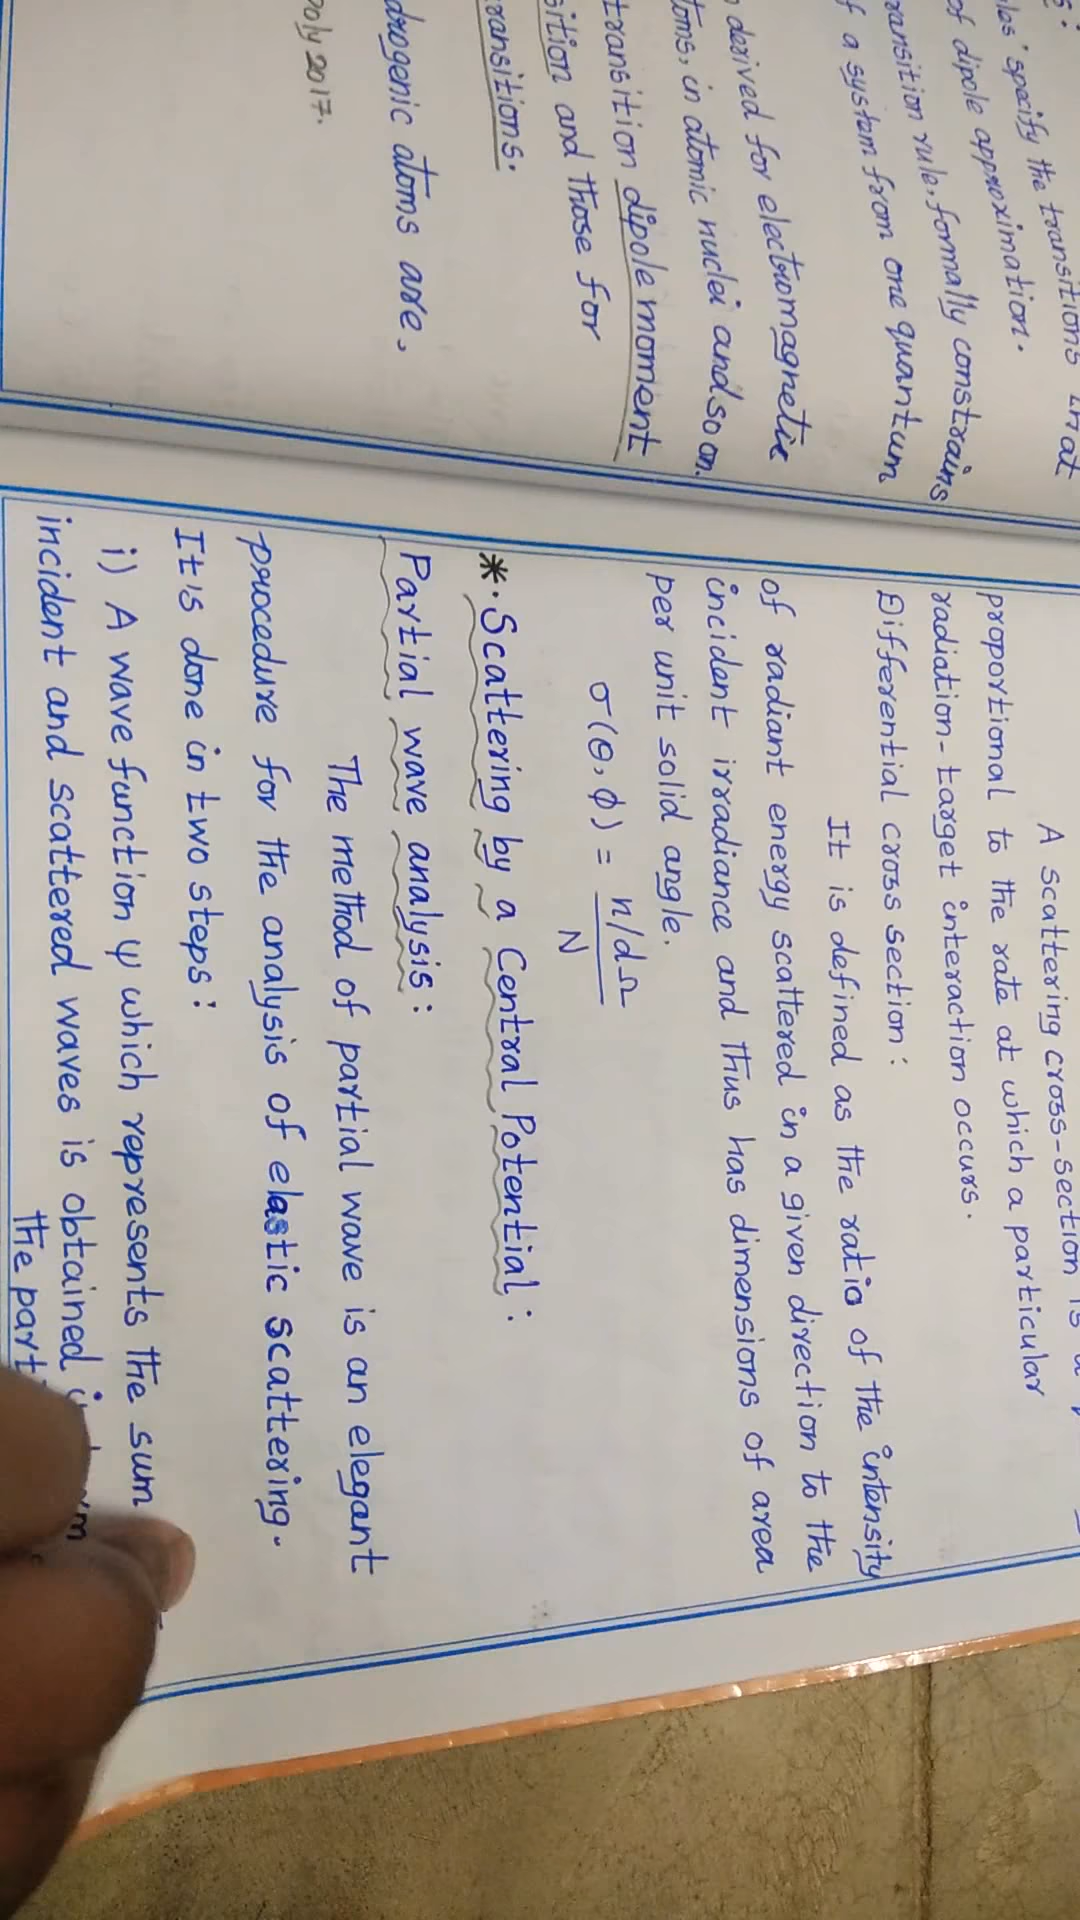 that
les' specify the transitions
of dipole approximation.
ransition rule, formally constrains
f a system from one quantum
derived for electromagnetic
toms, in atomic nuclei and so on.
transition dipole moment
sition and those for
ransitions.
drogenic atoms are,
poly 2017.
A scattering cross-section is a
proportional to the rate at which a particular
radiation-target interaction occurs.
Differential cross section:
It is defined as the ratio of the intensity
of radiant energy scattered in a given direction to the
incident irradiance and thus has dimensions of area
per unit solid angle.
σ(θ, ϕ) = n/dΩ
N
*. Scattering by a Central Potential:
Partial wave analysis:
The method of partial wave is an elegant
procedure for the analysis of elastic scattering.
It is done in two steps:
i) A wave function ψ which represents the sum
incident and scattered waves is obtained
the part